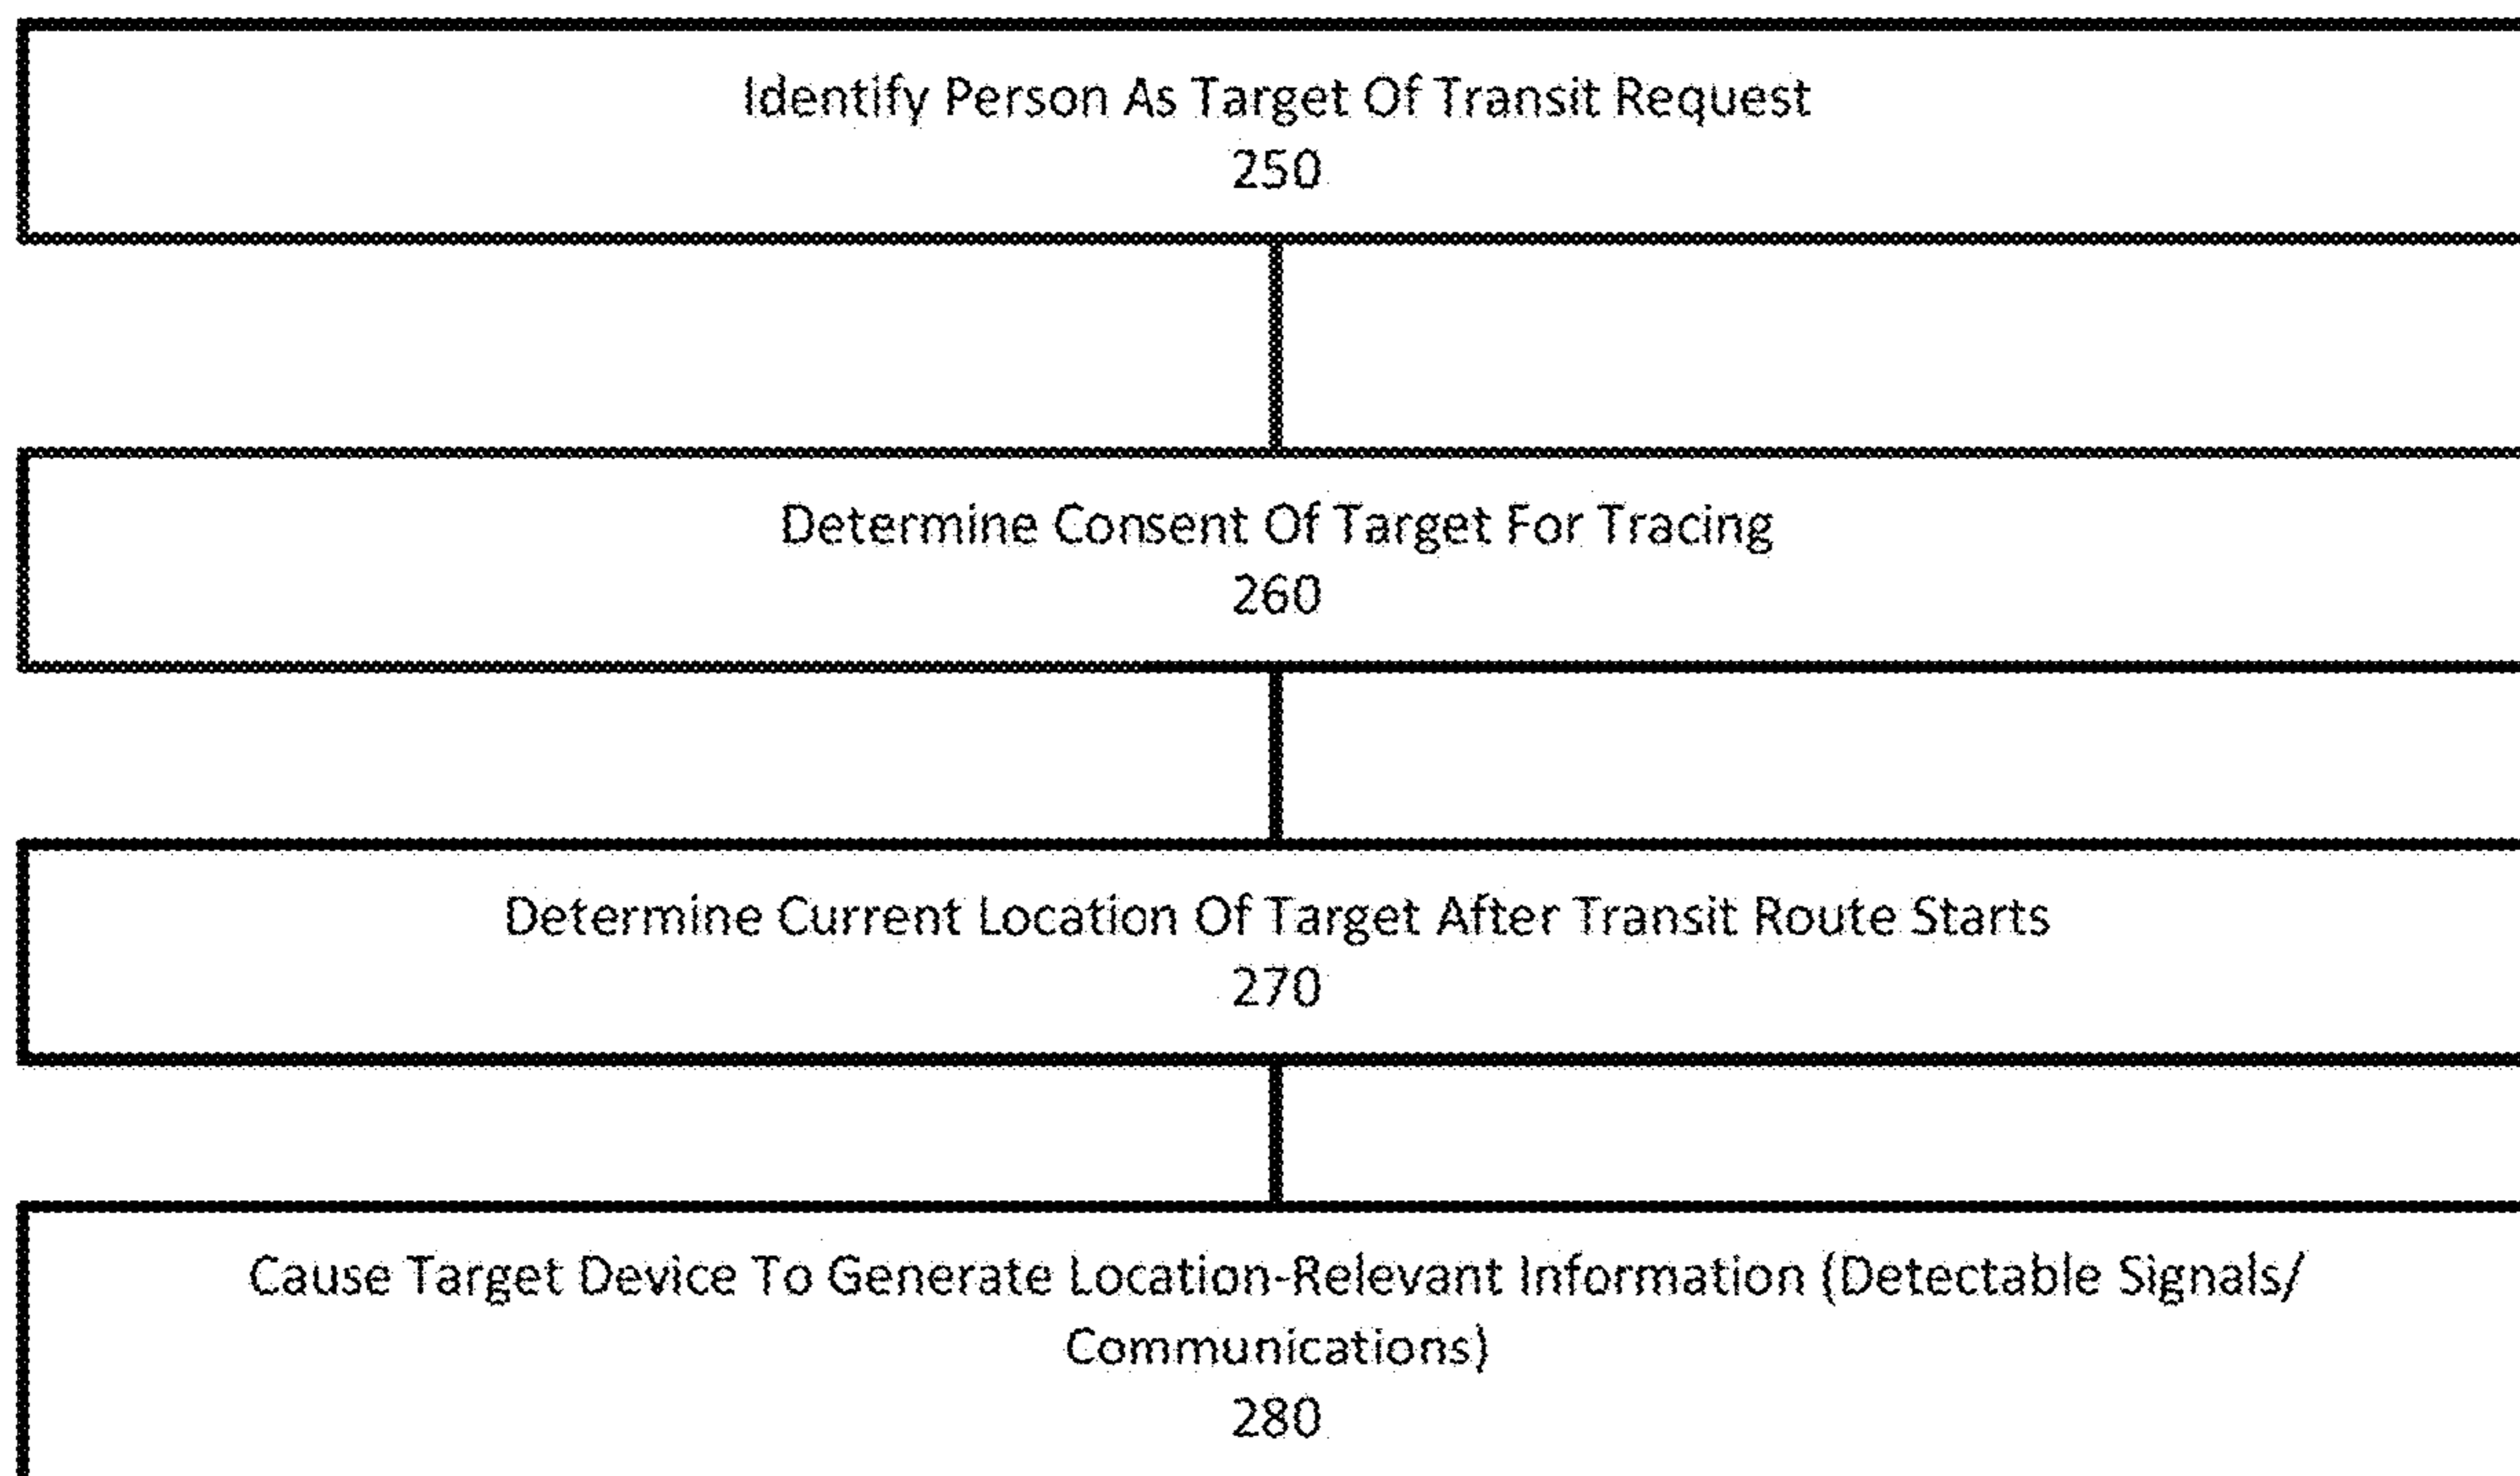 Identify Person As Target Of Transit Request
250
Determine Consent Of Target For Tracing
260
Determine Current Location Of Target After Transit Route Starts
270
Cause Target Device To Generate Location-Relevant Information (Detectable Signals/
Communications)
280